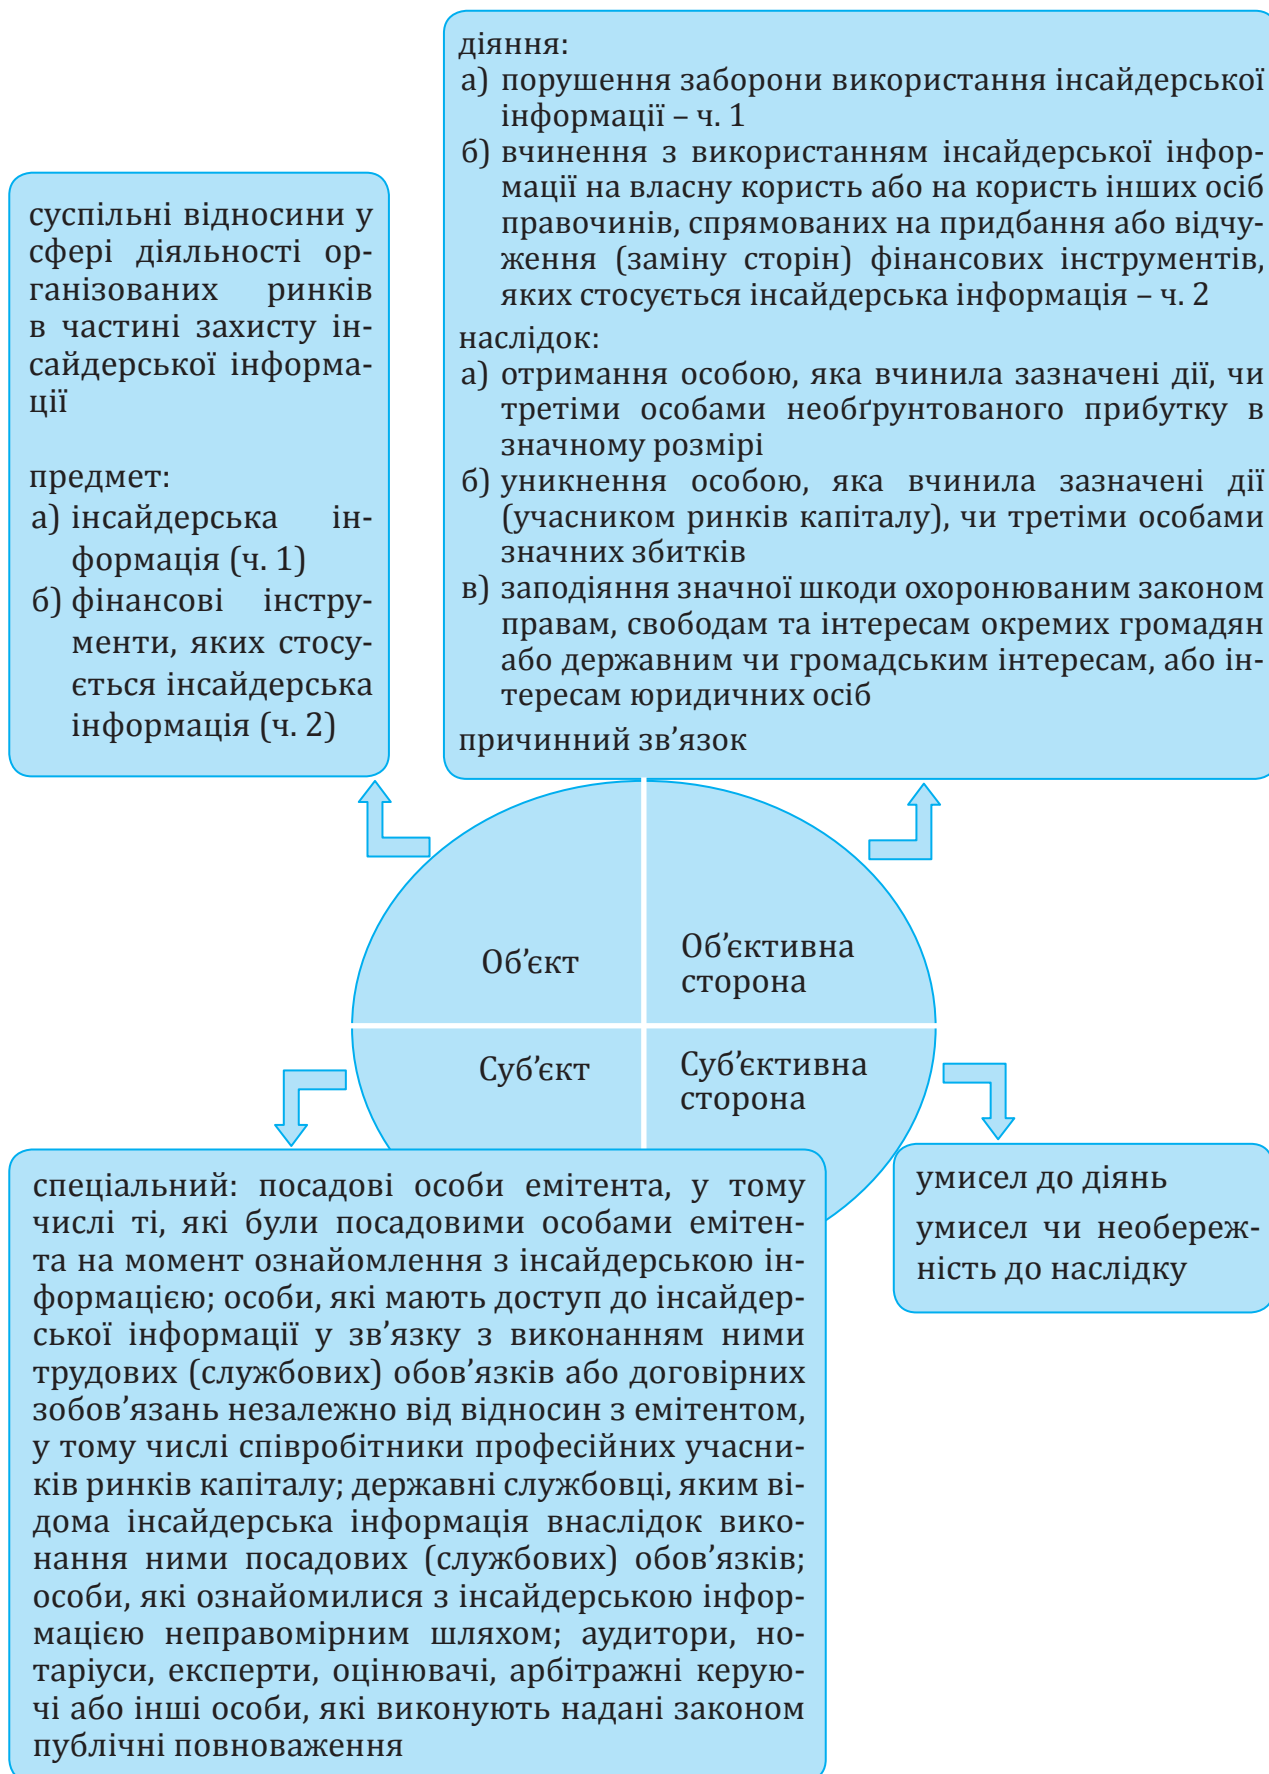 суспільні відносини у
сфері діяльності ор-
ганізованих ринків
в частині захисту ін-
сайдерської інформа-
ції
предмет:
а) інсайдерська ін-
формація (ч. 1)
б) фінансові інстру-
менти, яких стосу-
ється інсайдерська
інформація (ч. 2)
діяння:
а) порушення заборони використання інсайдерської
інформації – ч. 1
б) вчинення з використанням інсайдерської інфор-
мації на власну користь або на користь інших осіб
правочинів, спрямованих на придбання або відчу-
ження (заміну сторін) фінансових інструментів,
яких стосується інсайдерська інформація – ч. 2
наслідок:
а) отримання особою, яка вчинила зазначені дії, чи
третіми особами необґрунтованого прибутку в
значному розмірі
б) уникнення особою, яка вчинила зазначені дії
(учасником ринків капіталу), чи третіми особами
значних збитків
в) заподіяння значної шкоди охоронюваним законом
правам, свободам та інтересам окремих громадян
або державним чи громадським інтересам, або ін-
тересам юридичних осіб
причинний зв’язок
Об’єкт
Об’єктивна
сторона
Суб’єкт
Суб’єктивна
сторона
спеціальний: посадові особи емітента, у тому
числі ті, які були посадовими особами емітен-
та на момент ознайомлення з інсайдерською ін-
формацією; особи, які мають доступ до інсайдер-
ської інформації у зв’язку з виконанням ними
трудових (службових) обов’язків або договірних
зобов’язань незалежно від відносин з емітентом,
у тому числі співробітники професійних учасни-
ків ринків капіталу; державні службовці, яким ві-
дома інсайдерська інформація внаслідок вико-
нання ними посадових (службових) обов’язків;
особи, які ознайомилися з інсайдерською інфор-
мацією неправомірним шляхом; аудитори, но-
таріуси, експерти, оцінювачі, арбітражні керую-
чі або інші особи, які виконують надані законом
публічні повноваження
умисел до діянь
умисел чи необереж-
ність до наслідку